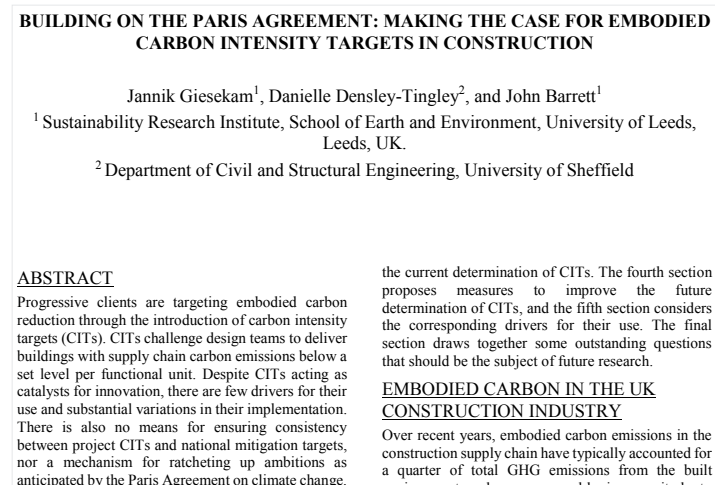 BUILDING ON THE PARIS AGREEMENT: MAKING THE CASE FOR EMBODIED
CARBON INTENSITY TARGETS IN CONSTRUCTION
Jannik Giesekam1, Danielle Densley-Tingley2, and John Barrett1
1 Sustainability Research Institute, School of Earth and Environment, University of Leeds,
Leeds, UK.
2 Department of Civil and Structural Engineering, University of Sheffield
ABSTRACT
Progressive clients are targeting embodied carbon
reduction through the introduction of carbon intensity
targets (CITs). CITs challenge design teams to deliver
buildings with supply chain carbon emissions below a
set level per functional unit. Despite CITs acting as
catalysts for innovation, there are few drivers for their
use and substantial variations in their implementation.
There is also no means for ensuring consistency
between project CITs and national mitigation targets,
nor a mechanism for ratcheting up ambitions as
anticipated by the Paris Agreement on climate change.
the current determination of CITs. The fourth section
proposes measures to improve the future
determination of CITs, and the fifth section considers
the corresponding drivers for their use. The final
section draws together some outstanding questions
that should be the subject of future research.
EMBODIED CARBON IN THE UK
CONSTRUCTION INDUSTRY
Over recent years, embodied carbon emissions in the
construction supply chain have typically accounted for
a quarter of total GHG emissions from the built